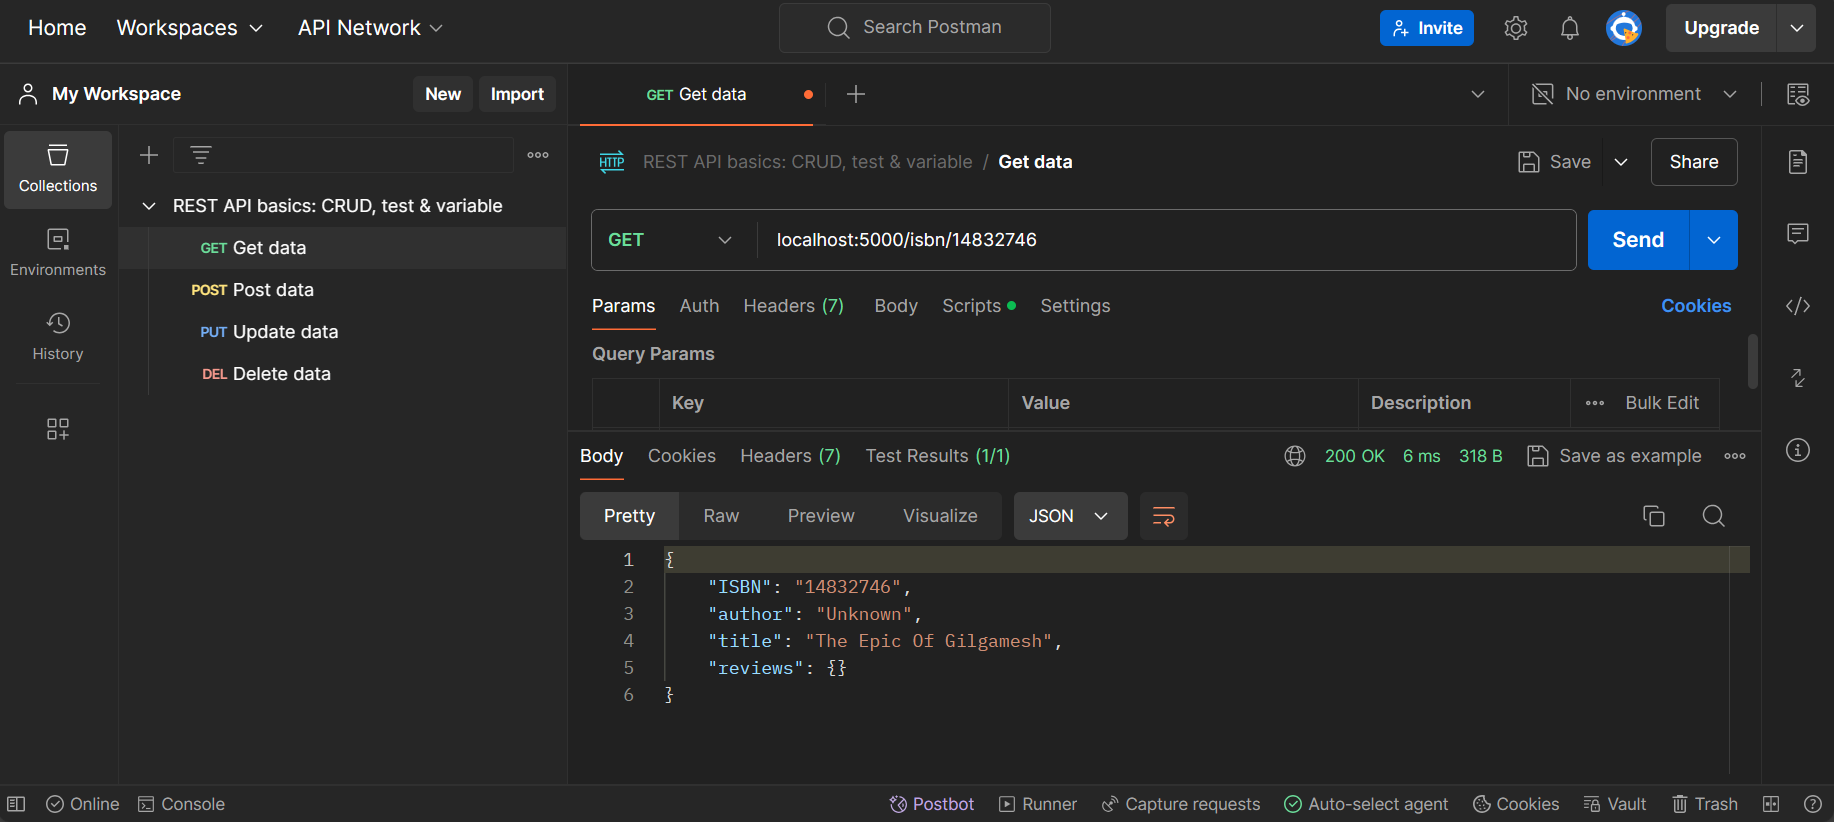 Home Workspaces API Network Search Postman Invite Upgrade
My Workspace New Import GET Get data No environment
Collections
Environments
History
REST API basics: CRUD, test & variable
GET Get data
POST Post data
PUT Update data
DEL Delete data
HTTP REST API basics: CRUD, test & variable / Get data Save Share
GET localhost:5000/isbn/14832746 Send
Params Auth Headers (7) Body Scripts Settings Cookies
Query Params
Key Value Description Bulk Edit
Body Cookies Headers (7) Test Results (1/1) 200 OK 6 ms 318 B Save as example
Pretty Raw Preview Visualize JSON
1 {
2 "ISBN": "14832746",
3 "author": "Unknown",
4 "title": "The Epic Of Gilgamesh",
5 "reviews": {}
6 }
Online Console Postbot Runner Capture requests Auto-select agent Cookies Vault Trash